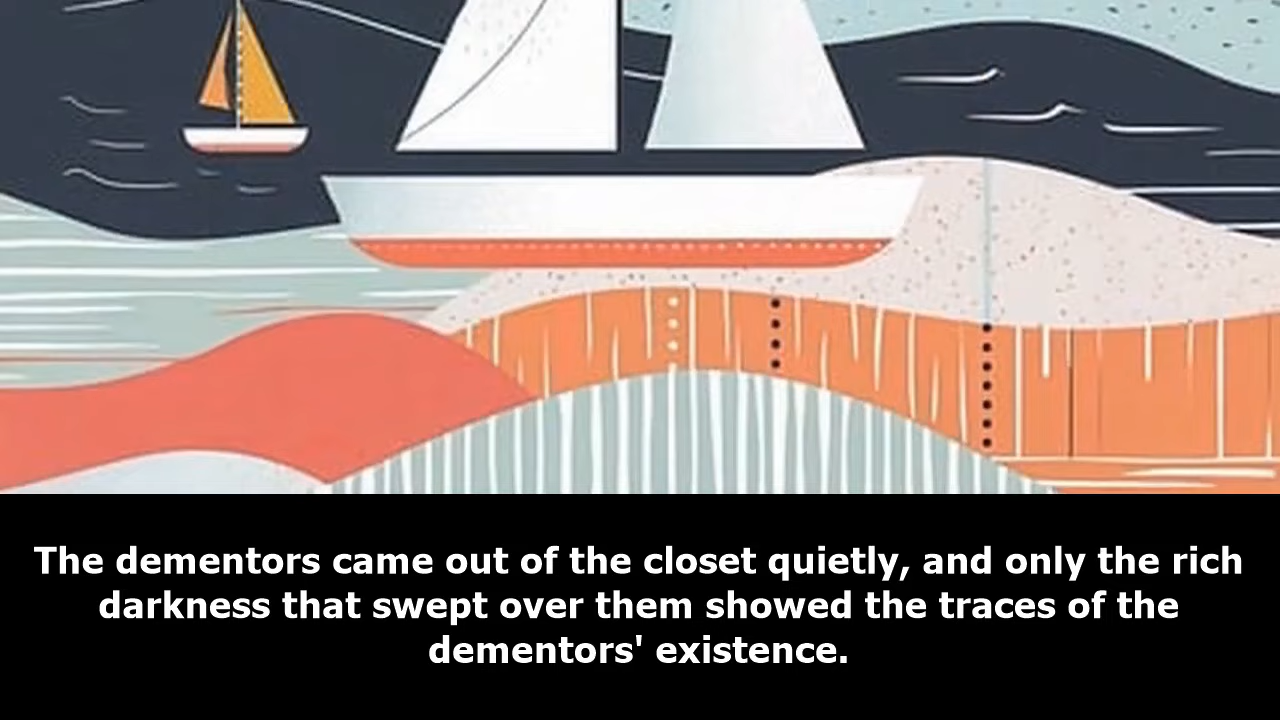 The dementors came out of the closet quietly, and only the rich
darkness that swept over them showed the traces of the
dementors' existence.